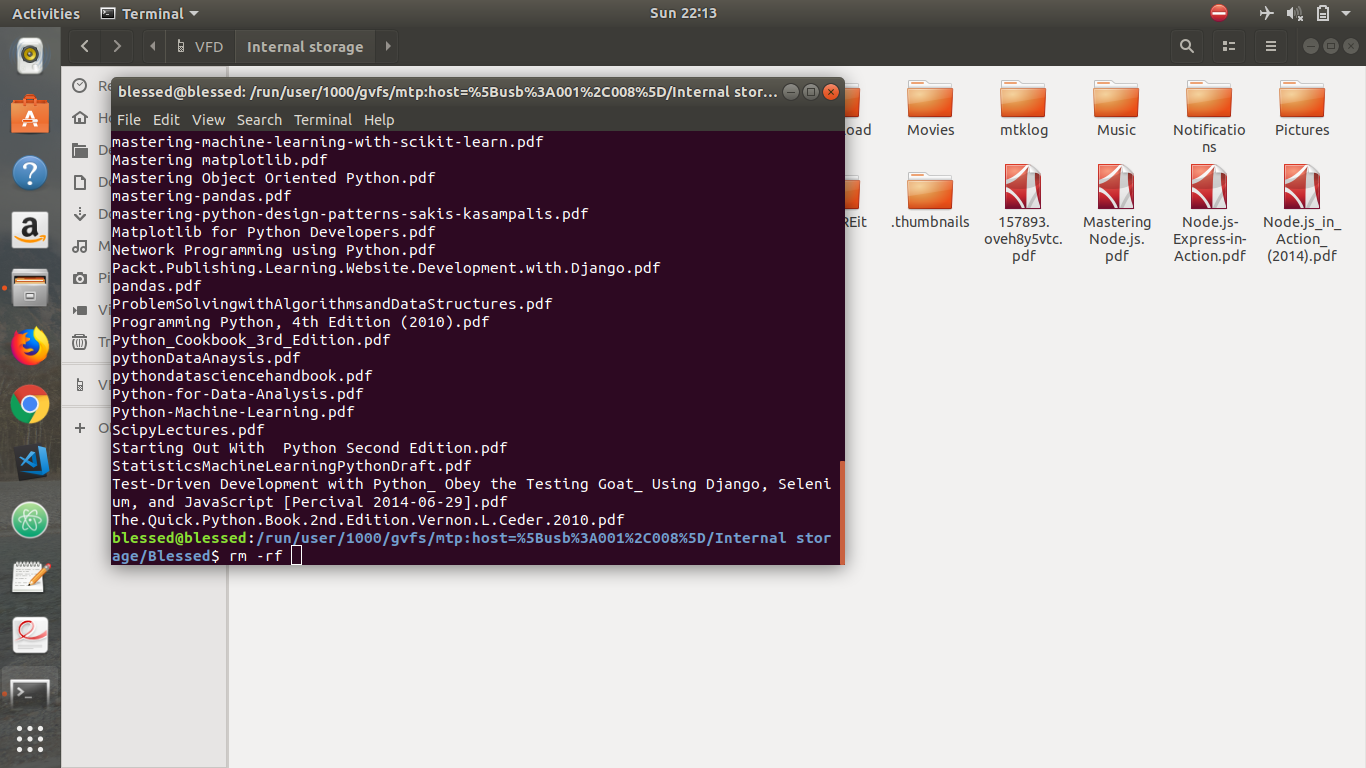 Activities Terminal Sun 22:13
VFD Internal storage
Re
Ho
De
Do
Do
M
Pi
Vi
Tr
VF
blessed@blessed: /run/user/1000/gvfs/mtp:host=%5Busb%3A001%2C008%5D/Internal stor...
File Edit View Search Terminal Help
mastering-machine-learning-with-scikit-learn.pdf
Mastering matplotlib.pdf
Mastering Object Oriented Python.pdf
mastering-pandas.pdf
mastering-python-design-patterns-sakis-kasampalis.pdf
Matplotlib for Python Developers.pdf
Network Programming using Python.pdf
Packt.Publishing.Learning.Website.Development.with.Django.pdf
pandas.pdf
ProblemSolvingwithAlgorithmsandDataStructures.pdf
Programming Python, 4th Edition (2010).pdf
Python_Cookbook_3rd_Edition.pdf
pythonDataAnaysis.pdf
pythondatasciencehandbook.pdf
Python-for-Data-Analysis.pdf
Python-Machine-Learning.pdf
ScipyLectures.pdf
Starting Out With  Python Second Edition.pdf
StatisticsMachineLearningPythonDraft.pdf
Test-Driven Development with Python_ Obey the Testing Goat_ Using Django, Seleni
um, and JavaScript [Percival 2014-06-29].pdf
The.Quick.Python.Book.2nd.Edition.Vernon.L.Ceder.2010.pdf
blessed@blessed:/run/user/1000/gvfs/mtp:host=%5Busb%3A001%2C008%5D/Internal stor
age/Blessed$ rm -rf
oad Movies mtklog Music Notificatio Pictures
ns
REit .thumbnails 157893. Mastering Node.js- Node.js_in_
oveh8y5vtc. Node.js. Express-in- Action_
pdf pdf Action.pdf (2014).pdf